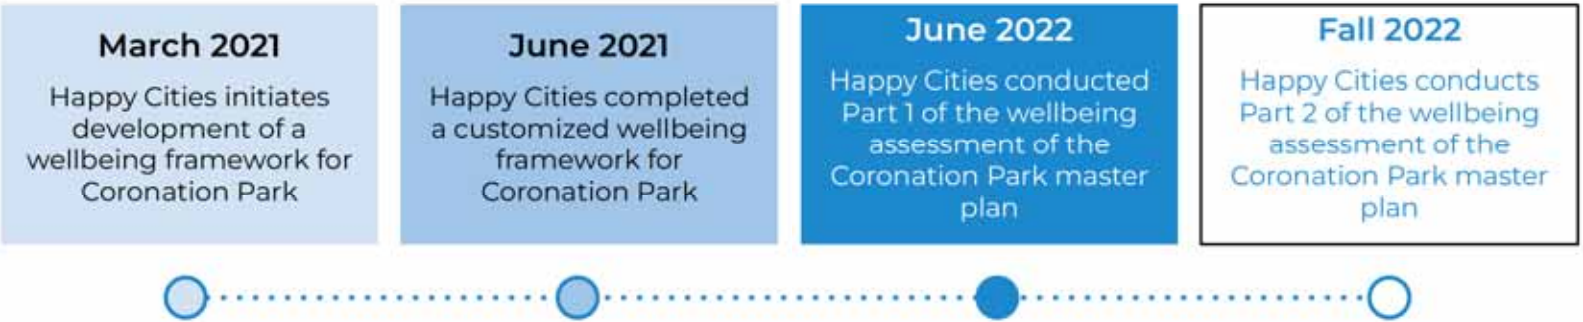 March 2021
Happy Cities initiates
development of a
wellbeing framework for
Coronation Park
June 2021
Happy Cities completed
a customized wellbeing
framework for
Coronation Park
June 2022
Happy Cities conducted
Part 1 of the wellbeing
assessment of the
Coronation Park master
plan
Fall 2022
Happy Cities conducts
Part 2 of the wellbeing
assessment of the
Coronation Park master
plan